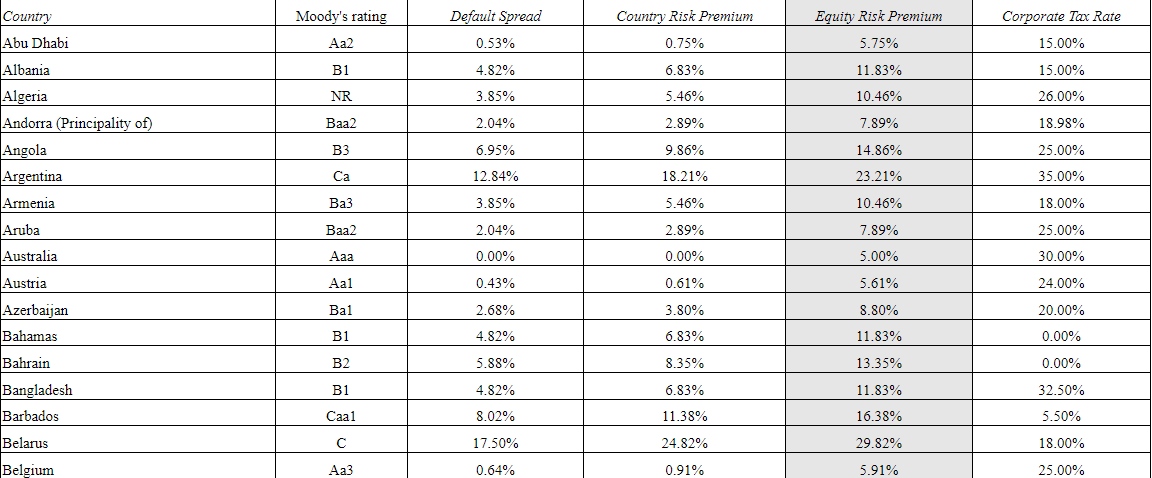 Country Moody's rating Default Spread Country Risk Premium Equity Risk Premium Corporate Tax Rate
Abu Dhabi Aa2 0.53% 0.75% 5.75% 15.00%
Albania B1 4.82% 6.83% 11.83% 15.00%
Algeria NR 3.85% 5.46% 10.46% 26.00%
Andorra (Principality of) Baa2 2.04% 2.89% 7.89% 18.98%
Angola B3 6.95% 9.86% 14.86% 25.00%
Argentina Ca 12.84% 18.21% 23.21% 35.00%
Armenia Ba3 3.85% 5.46% 10.46% 18.00%
Aruba Baa2 2.04% 2.89% 7.89% 25.00%
Australia Aaa 0.00% 0.00% 5.00% 30.00%
Austria Aa1 0.43% 0.61% 5.61% 24.00%
Azerbaijan Ba1 2.68% 3.80% 8.80% 20.00%
Bahamas B1 4.82% 6.83% 11.83% 0.00%
Bahrain B2 5.88% 8.35% 13.35% 0.00%
Bangladesh B1 4.82% 6.83% 11.83% 32.50%
Barbados Caa1 8.02% 11.38% 16.38% 5.50%
Belarus C 17.50% 24.82% 29.82% 18.00%
Belgium Aa3 0.64% 0.91% 5.91% 25.00%